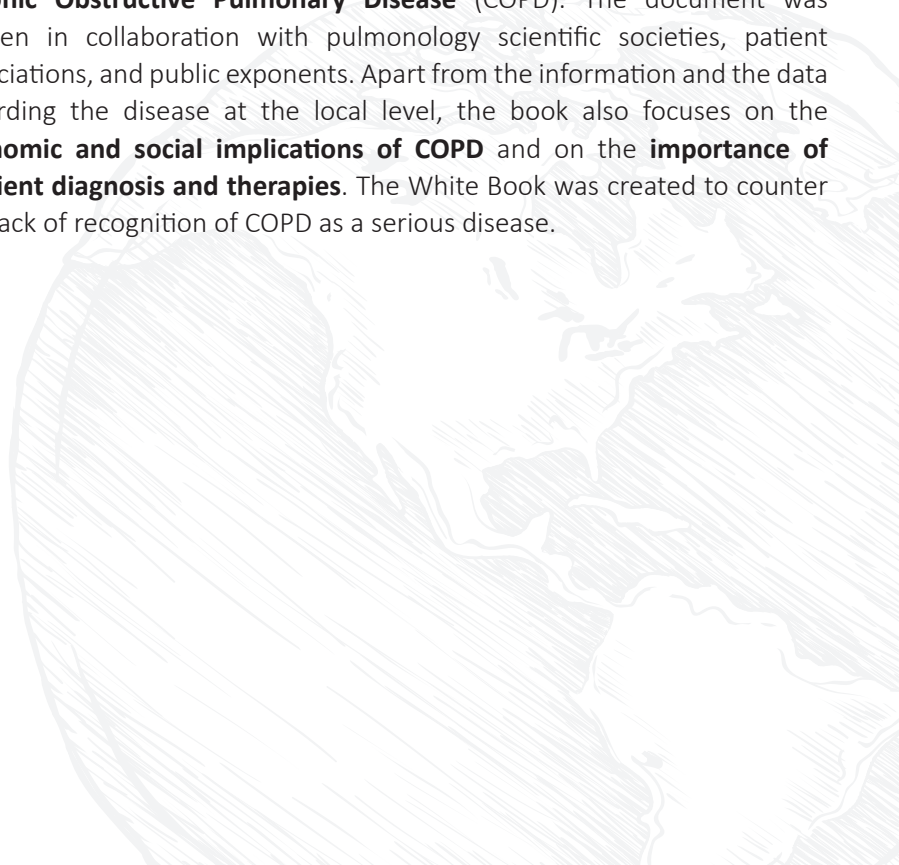 onic Obstructive Pulmonary Disease (COPD). The document was
en in collaboration with pulmonology scientific societies, patient
ciations, and public exponents. Apart from the information and the data
rding the disease at the local level, the book also focuses on the
nomic and social implications of COPD and on the importance of
ient diagnosis and therapies. The White Book was created to counter
ack of recognition of COPD as a serious disease.